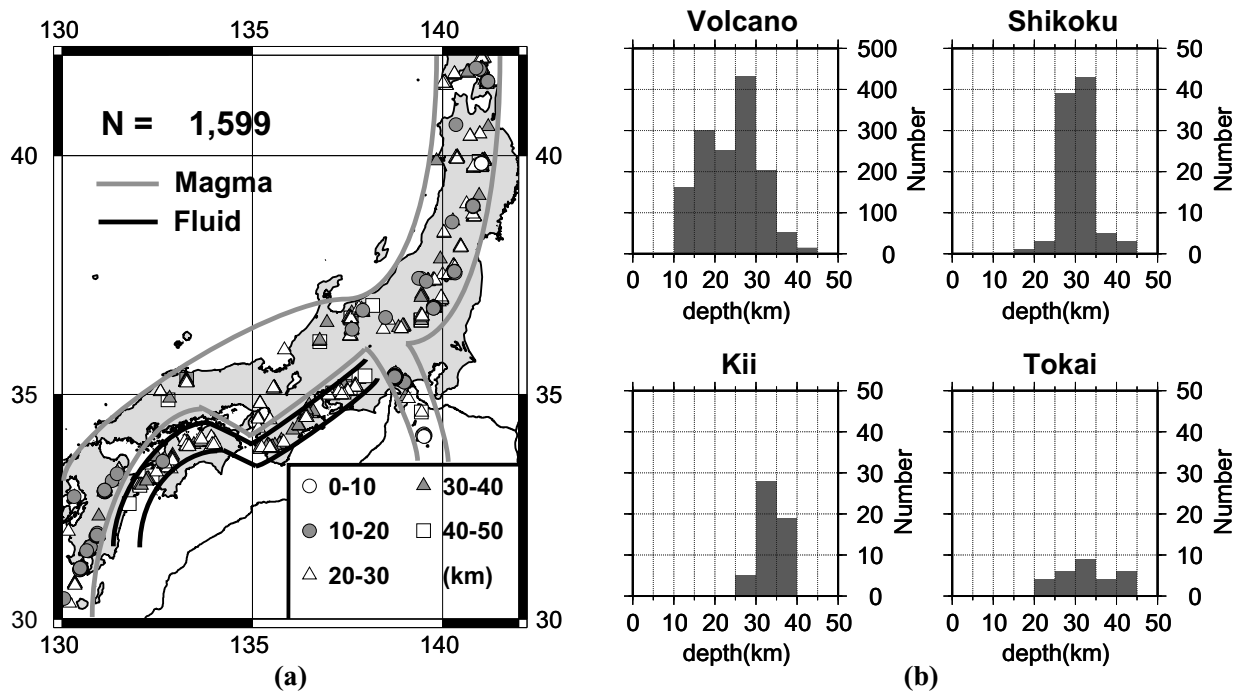 130 135 140
40
35
30
N = 1,599
Magma
Fluid
0-10 30-40
10-20 40-50
20-30 (km)
30
130 135 140
(a)
Volcano
500
400
300
200
100
0
Number
0 10 20 30 40 50
depth(km)
Shikoku
50
40
30
20
10
0
Number
0 10 20 30 40 50
depth(km)
Kii
50
40
30
20
10
0
Number
0 10 20 30 40 50
depth(km)
Tokai
50
40
30
20
10
0
Number
0 10 20 30 40 50
depth(km)
(b)